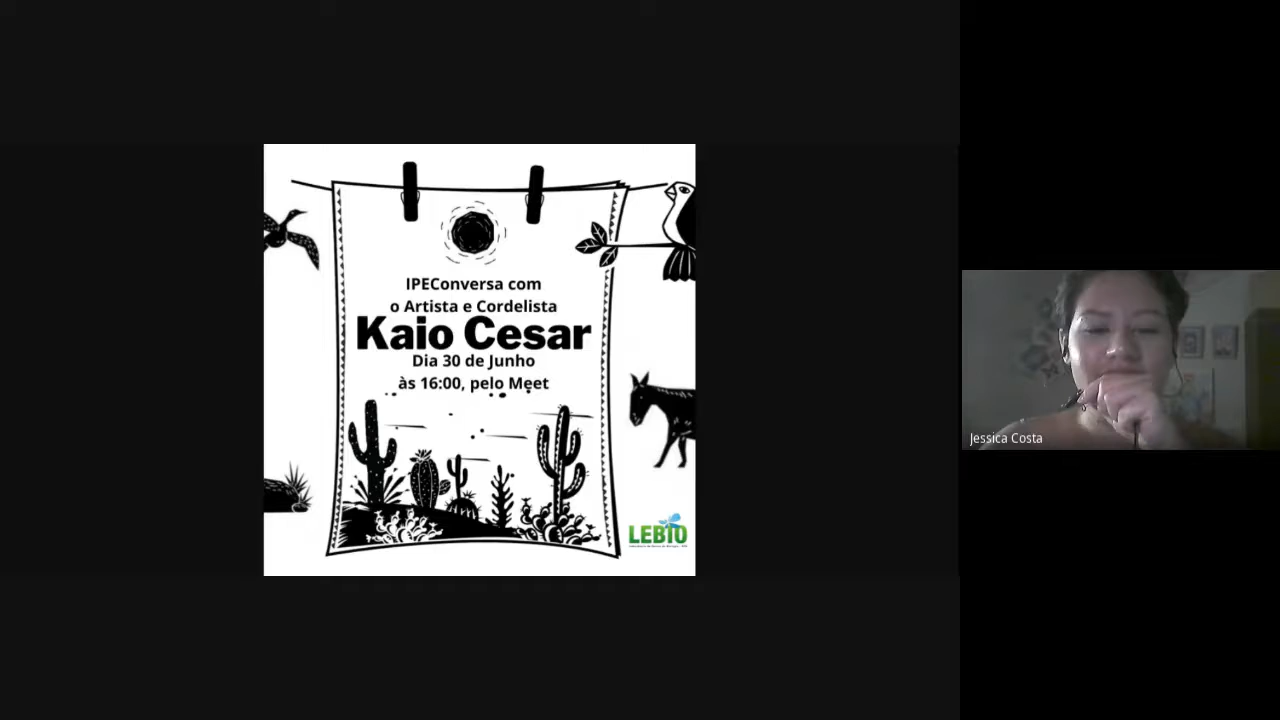 IPEConversa com
o Artista e Cordelista
Kaio Cesar
Dia 30 de Junho
às 16:00, pelo Meet
LEBIO
Jessica Costa